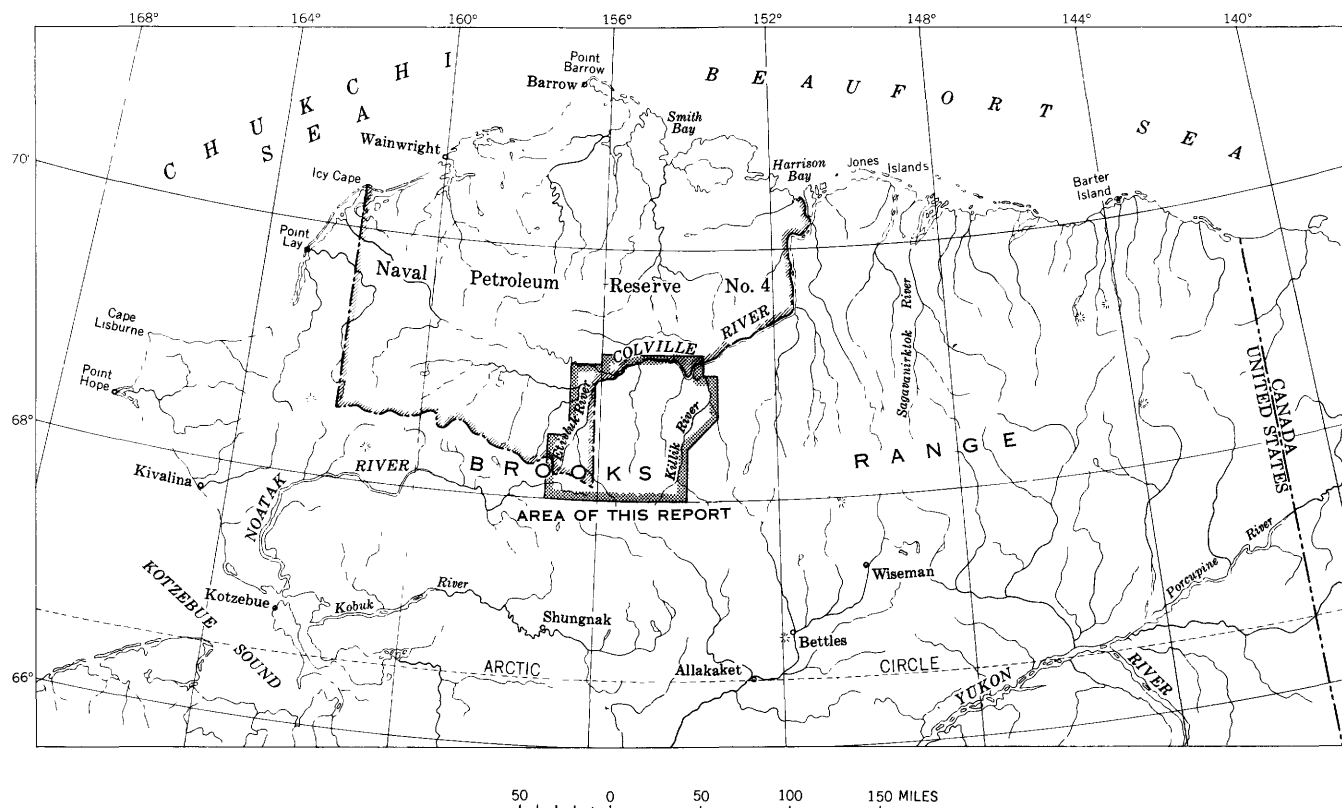 168° 164° 160° 156° 152° 148° 144° 140°
CHUKCHI
SEA
BEAUFORT SEA
Point
Barrow
Barrow
Smith
Bay
Wainwright
70°
Icy Cape
Harrison
Bay
Jones Islands
Barter
Island
Point
Lay
Naval Petroleum Reserve No. 4
Sagavanirktok River
Cape
Lisburne
COLVILLE RIVER
Point
Hope
Etivluk River
Killik River
CANADA
UNITED STATES
68°
BROOKS RANGE
Kivalina
NOATAK RIVER
AREA OF THIS REPORT
Porcupine River
Wiseman
KOTZEBUE SOUND
Kotzebue
Kobuk River
Shungnak
Bettles
ARCTIC CIRCLE
Allakaket
66°
YUKON RIVER
50 0 50 100 150 MILES